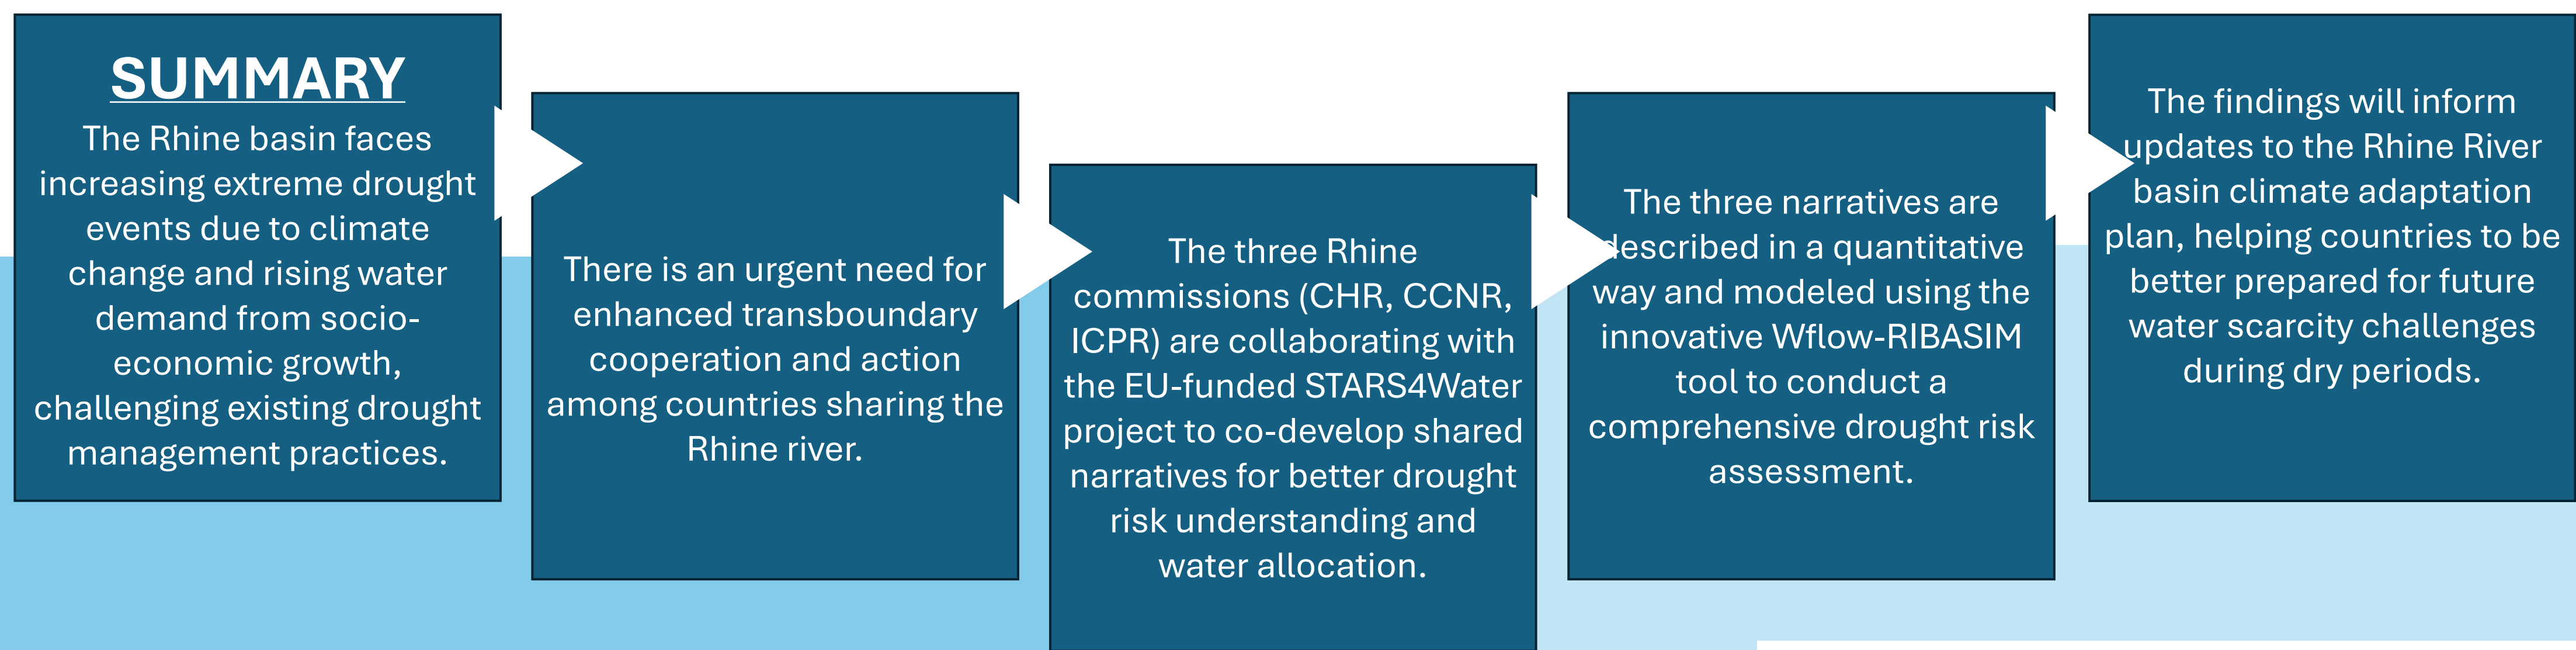 SUMMARY
The Rhine basin faces
increasing extreme drought
events due to climate
change and rising water
demand from socio-
economic growth,
challenging existing drought
management practices.
There is an urgent need for
enhanced transboundary
cooperation and action
among countries sharing the
Rhine river.
The three Rhine
commissions (CHR, CCNR,
ICPR) are collaborating with
the EU-funded STARS4Water
project to co-develop shared
narratives for better drought
risk understanding and
water allocation.
The three narratives are
described in a quantitative
way and modeled using the
innovative Wflow-RIBASIM
tool to conduct a
comprehensive drought risk
assessment.
The findings will inform
updates to the Rhine River
basin climate adaptation
plan, helping countries to be
better prepared for future
water scarcity challenges
during dry periods.